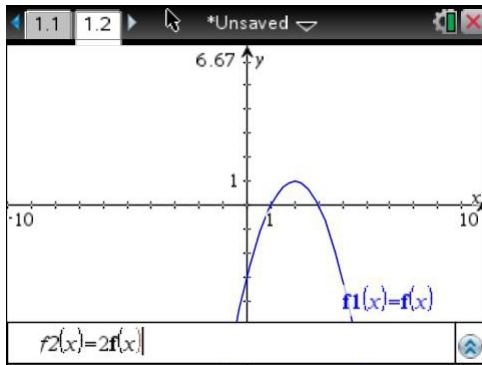 1.1 1.2 *Unsaved
6.67 y
1
x
-10 1 10
f1(x)=f(x)
f2(x)=2f(x)